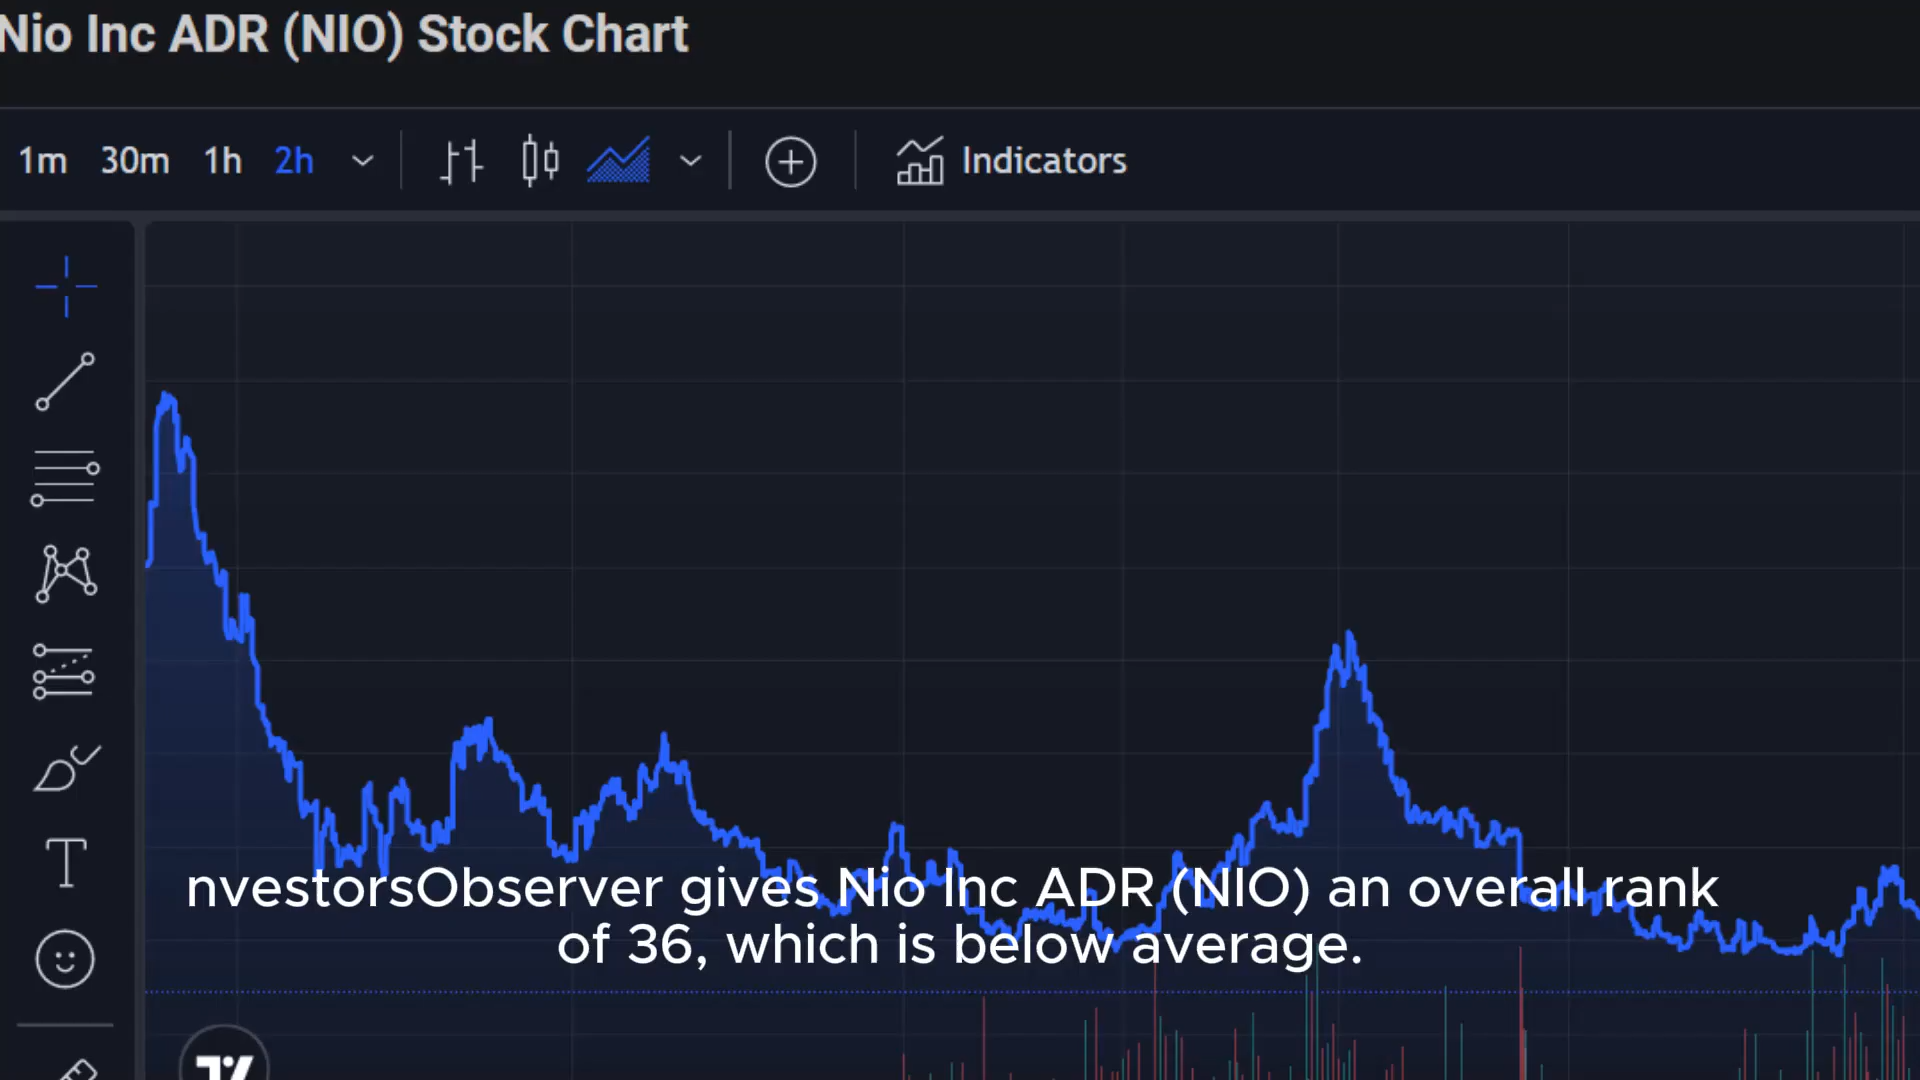 Nio Inc ADR (NIO) Stock Chart
1m 30m 1h 2h Indicators
nvestorsObserver gives Nio Inc ADR (NIO) an overall rank
of 36, which is below average.